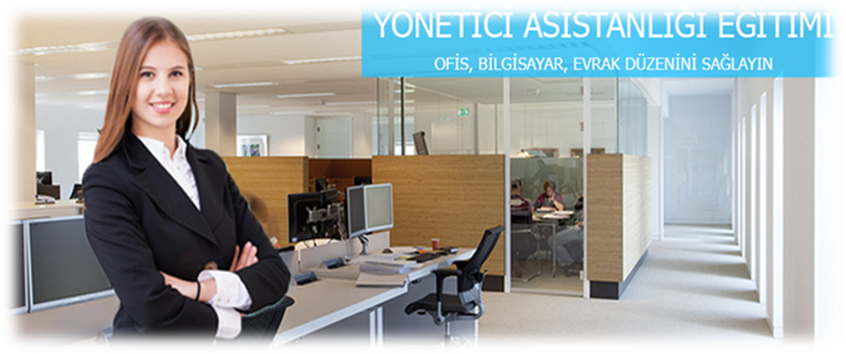 YÖNETİCİ ASİSTANLIĞI EĞİTİMİ
OFİS, BİLGİSAYAR, EVRAK DÜZENİNİ SAĞLAYIN